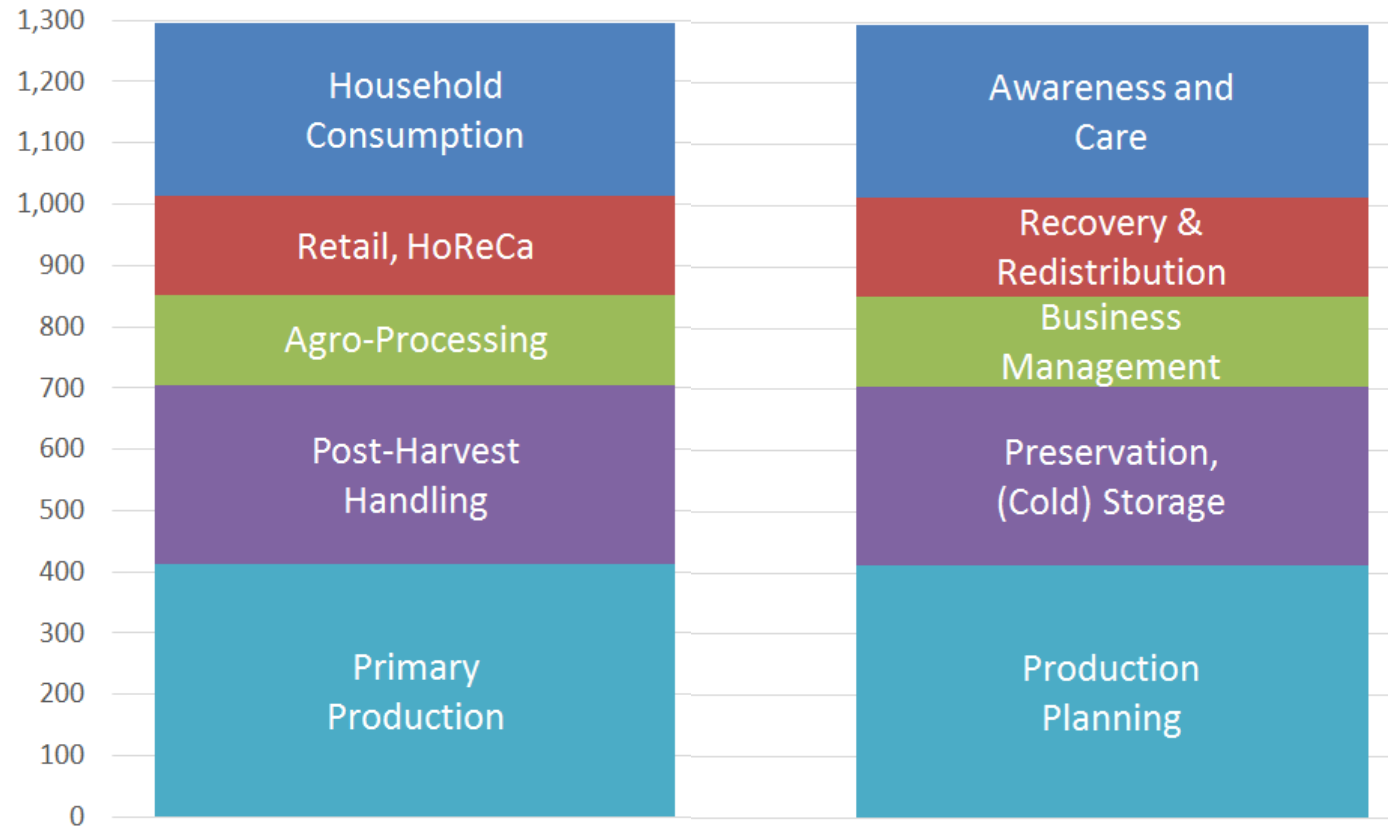 1,300
1,200
1,100
1,000
900
800
700
600
500
400
300
200
100
0
Household
Consumption
Retail, HoReCa
Agro-Processing
Post-Harvest
Handling
Primary
Production
Awareness and
Care
Recovery &
Redistribution
Business
Management
Preservation,
(Cold) Storage
Production
Planning